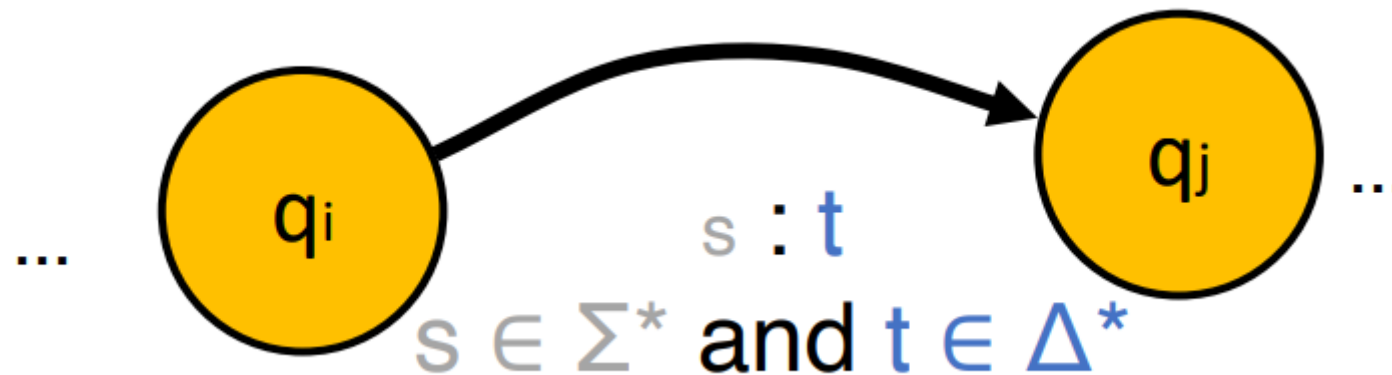 ... qi qj ..
s : t
s ∈ Σ* and t ∈ Δ*